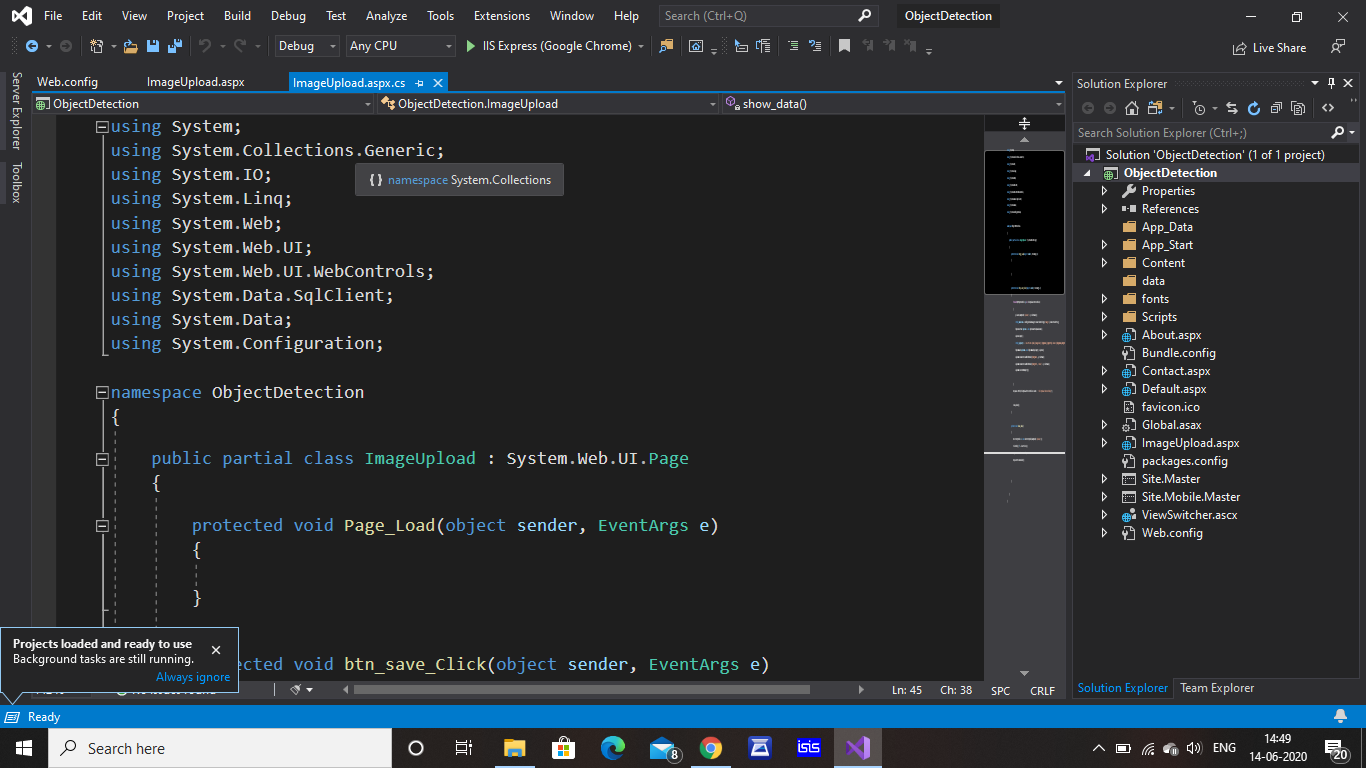 File Edit View Project Build Debug Test Analyze Tools Extensions Window Help Search (Ctrl+Q) ObjectDetection
Debug Any CPU IIS Express (Google Chrome) Live Share
Server Explorer
Toolbox
Web.config ImageUpload.aspx ImageUpload.aspx.cs
ObjectDetection ObjectDetection.ImageUpload show_data()
using System;
using System.Collections.Generic;
using System.IO;
{ } namespace System.Collections
using System.Linq;
using System.Web;
using System.Web.UI;
using System.Web.UI.WebControls;
using System.Data.SqlClient;
using System.Data;
using System.Configuration;
namespace ObjectDetection
{
public partial class ImageUpload : System.Web.UI.Page
{
protected void Page_Load(object sender, EventArgs e)
{
}
ected void btn_save_Click(object sender, EventArgs e)
Projects loaded and ready to use
Background tasks are still running.
Always ignore
Ln: 45 Ch: 38 SPC CRLF
Solution Explorer
Search Solution Explorer (Ctrl+;)
Solution 'ObjectDetection' (1 of 1 project)
ObjectDetection
Properties
References
App_Data
App_Start
Content
data
fonts
Scripts
About.aspx
Bundle.config
Contact.aspx
Default.aspx
favicon.ico
Global.asax
ImageUpload.aspx
packages.config
Site.Master
Site.Mobile.Master
ViewSwitcher.ascx
Web.config
Solution Explorer Team Explorer
Ready
Search here
8
isis
ENG
14:49
14-06-2020
20